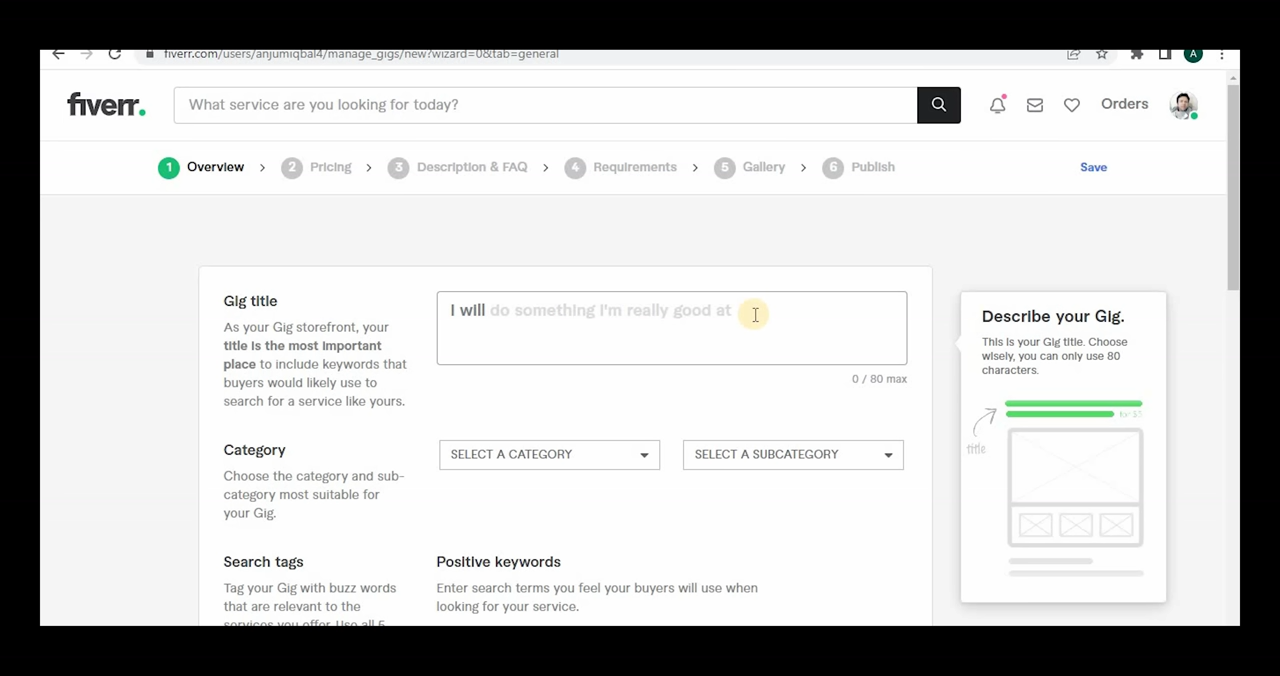 fiverr.com/users/anjumiqbal4/manage_gigs/new?wizard=0&tab=general
A
fiverr.
What service are you looking for today?
Orders
1 Overview > 2 Pricing > 3 Description & FAQ > 4 Requirements > 5 Gallery > 6 Publish
Save
Gig title
As your Gig storefront, your
title is the most important
place to include keywords that
buyers would likely use to
search for a service like yours.
I will do something I'm really good at
0 / 80 max
Category
Choose the category and sub-
category most suitable for
your Gig.
SELECT A CATEGORY
SELECT A SUBCATEGORY
Search tags
Tag your Gig with buzz words
that are relevant to the
services you offer. Use all 5
Positive keywords
Enter search terms you feel your buyers will use when
looking for your service.
Describe your Gig.
This is your Gig title. Choose
wisely, you can only use 80
characters.
title